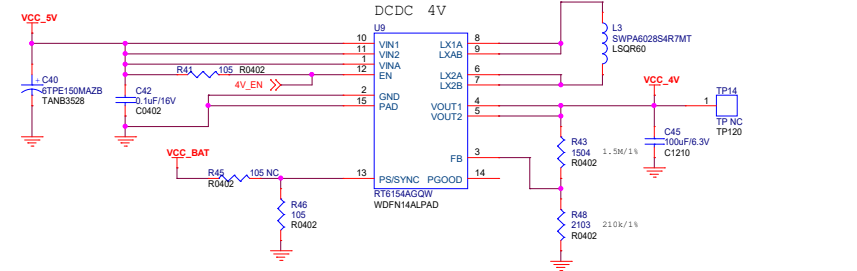 DCDC 4V
VCC_5V
U9
10 VIN1
11 VIN2
1 VINA
12 EN
2 GND
15 PAD
13 PS/SYNC
8 LX1A
9 LXAB
6 LX2A
7 LX2B
4 VOUT1
5 VOUT2
3 FB
14 PGOOD
RT6154AGQW
WDFN14ALPAD
L3
SWPA6028S4R7MT
LSQR60
R41 105 R0402
4V_EN
+ C40
6TPE150MAZB
TANB3528
C42
0.1uF/16V
C0402
VCC_4V
TP14
1
TP NC
TP120
C45
100uF/6.3V
C1210
R43
1504 1.5M/1%
R0402
VCC_BAT
R45 105 NC
R0402
R46
105
R0402
R48
2103 210k/1%
R0402